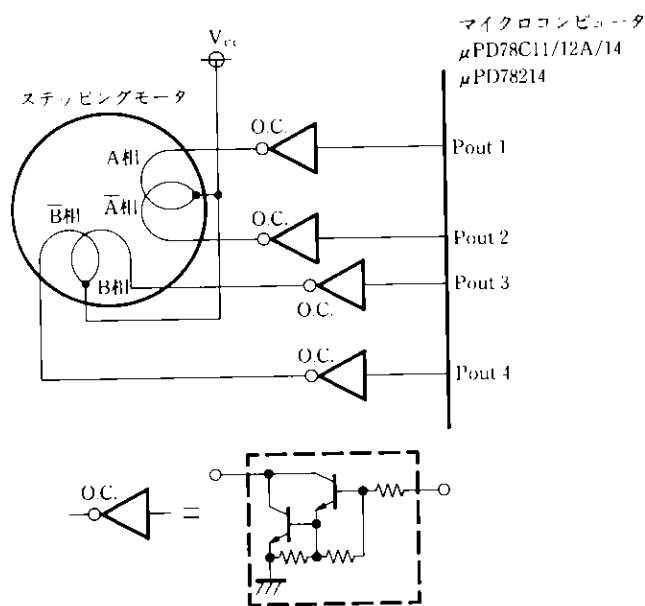 マイクロコンピュータ
μPD78C11/12A/14
μPD78214
Vcc
ステッピングモータ
O.C.
A相
Pout 1
A̅相
B̅相
O.C.
Pout 2
Pout 3
B相
O.C.
O.C.
Pout 4
O.C.
=